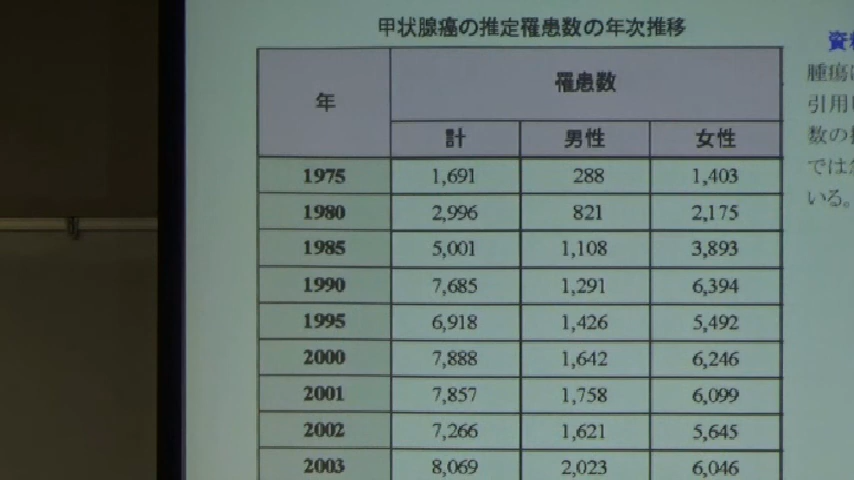 甲状腺癌の推定罹患数の年次推移
年 罹患数
計 男性 女性
1975 1,691 288 1,403
1980 2,996 821 2,175
1985 5,001 1,108 3,893
1990 7,685 1,291 6,394
1995 6,918 1,426 5,492
2000 7,888 1,642 6,246
2001 7,857 1,758 6,099
2002 7,266 1,621 5,645
2003 8,069 2,023 6,046
資
腫瘍
引用
数の
では
いる。